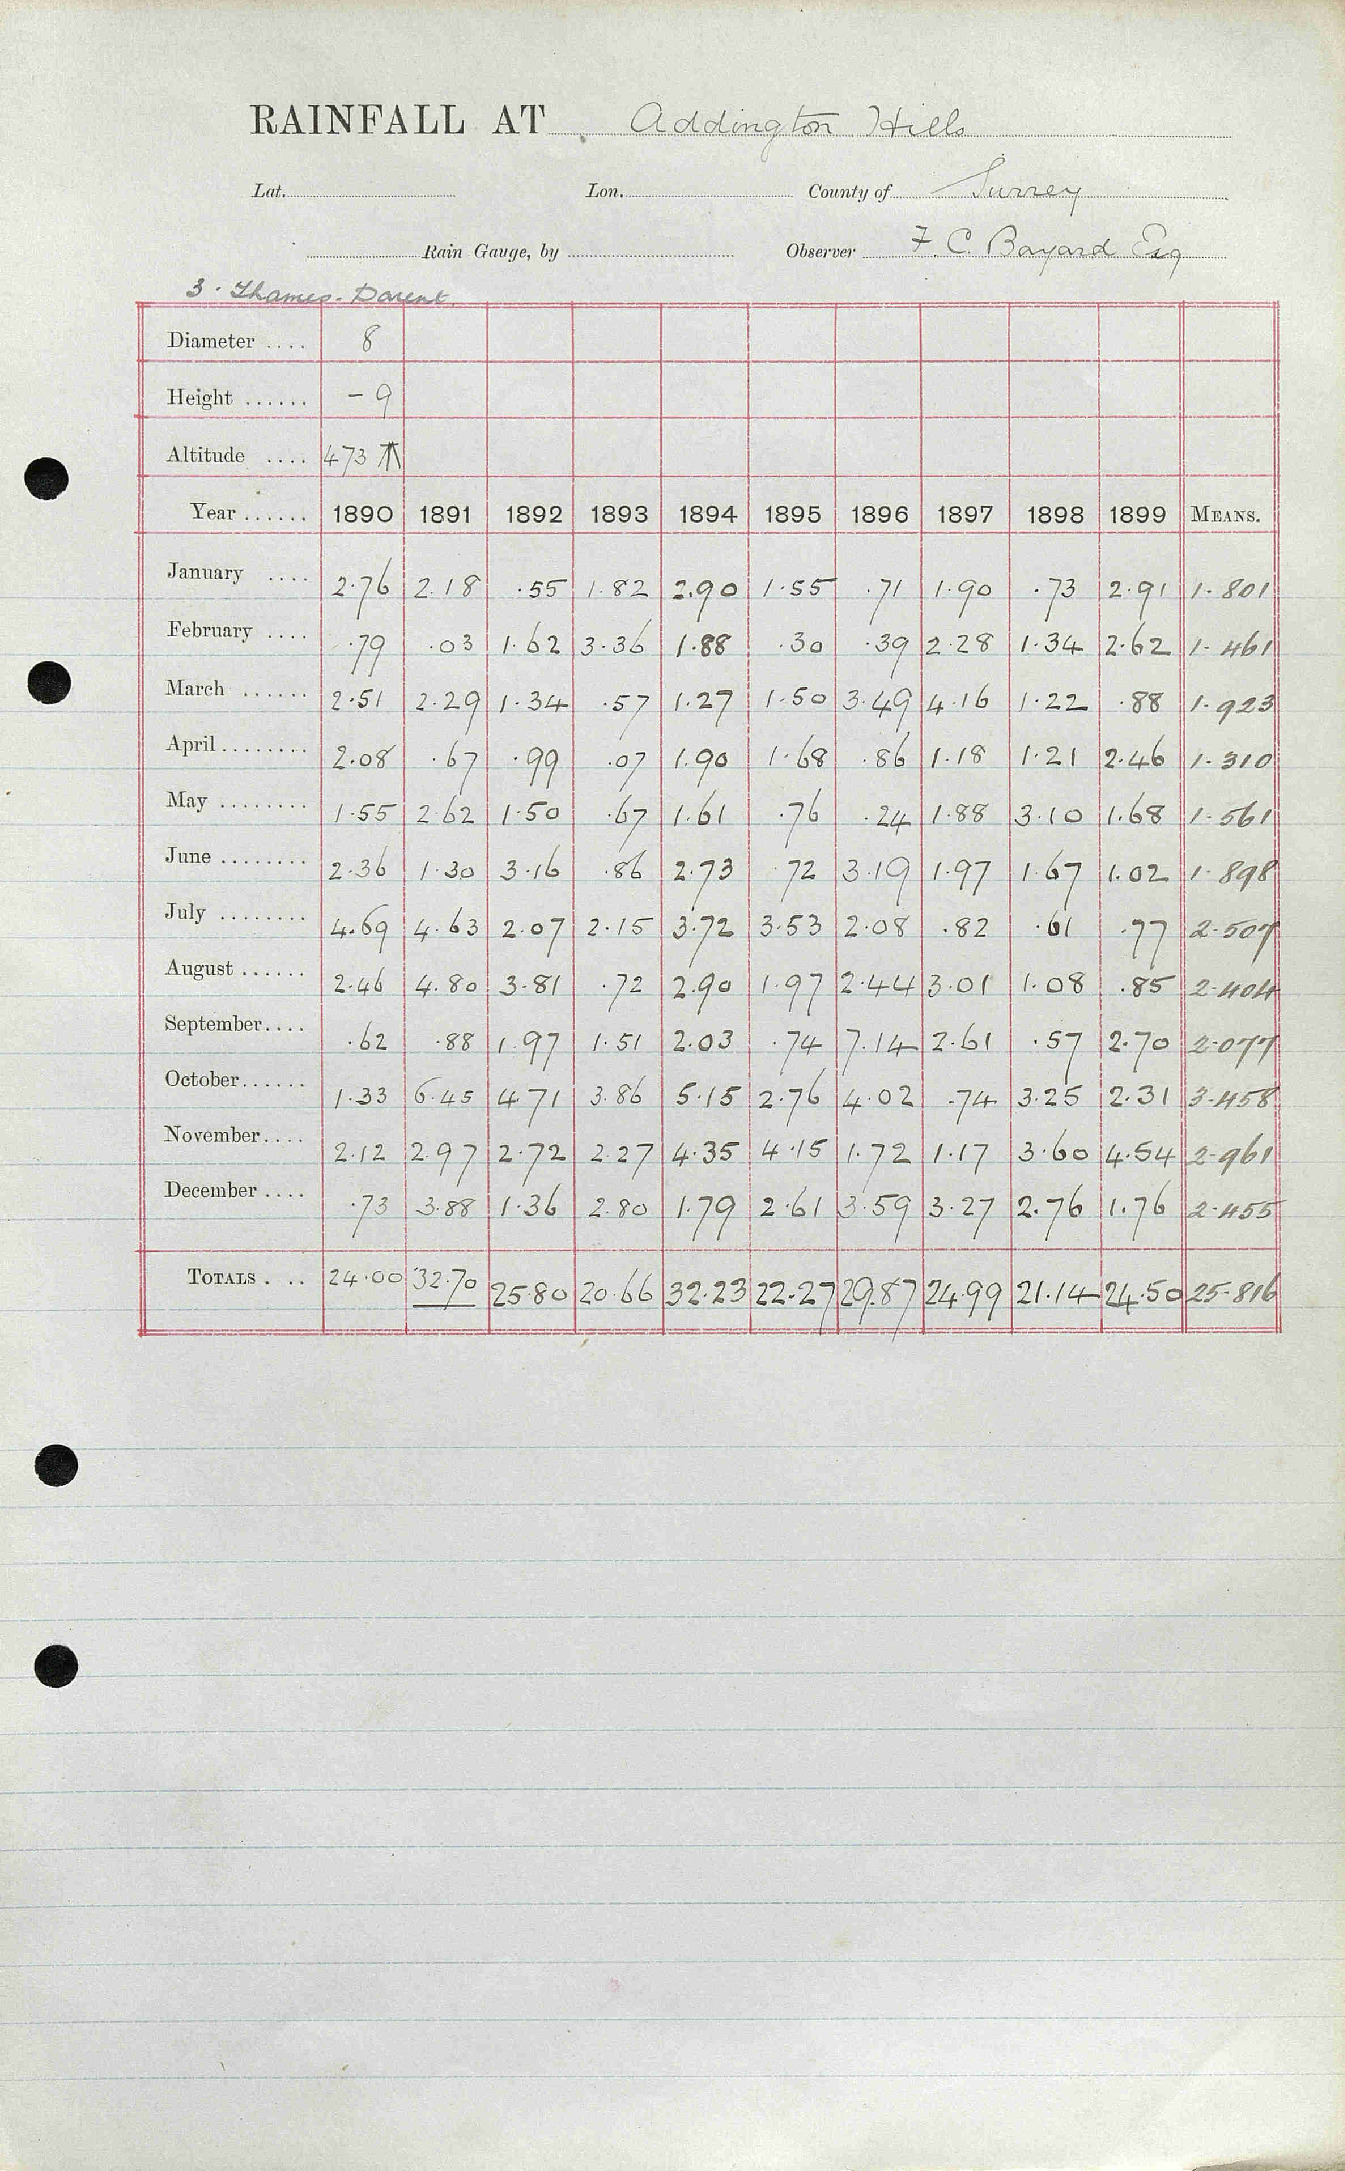 RAINFALL AT Addington Hills
Lat. Lon. County of Surrey
Rain Gauge, by Observer F. C. Bayard Esq
3. Thames-Darent
Diameter .... 8
Height ...... - 9
Altitude .... 473
Year ...... 1890 1891 1892 1893 1894 1895 1896 1897 1898 1899 MEANS.
January .... 2.76 2.18 .55 1.82 2.90 1.55 .71 1.90 .73 2.91 1.801
February .... .79 .03 1.62 3.36 1.88 .30 .39 2.28 1.34 2.62 1.461
March ...... 2.51 2.29 1.34 .57 1.27 1.50 3.49 4.16 1.22 .88 1.923
April ........ 2.08 .67 .99 .07 1.90 1.68 .86 1.18 1.21 2.46 1.310
May ........ 1.55 2.62 1.50 .67 1.61 .76 .24 1.88 3.10 1.68 1.561
June ........ 2.36 1.30 3.16 .86 2.73 .72 3.19 1.97 1.67 1.02 1.898
July ........ 4.69 4.63 2.07 2.15 3.72 3.53 2.08 .82 .61 .77 2.507
August ...... 2.46 4.80 3.81 .72 2.90 1.97 2.44 3.01 1.08 .85 2.404
September.... .62 .88 1.97 1.51 2.03 .74 7.14 2.61 .57 2.70 2.077
October...... 1.33 6.45 4.71 3.86 5.15 2.76 4.02 .74 3.25 2.31 3.458
November.... 2.12 2.97 2.72 2.27 4.35 4.15 1.72 1.17 3.60 4.54 2.961
December .... .73 3.88 1.36 2.80 1.79 2.61 3.59 3.27 2.76 1.76 2.455
TOTALS . .. 24.00 32.70 25.80 20.66 32.23 22.27 29.87 24.99 21.14 24.50 25.816